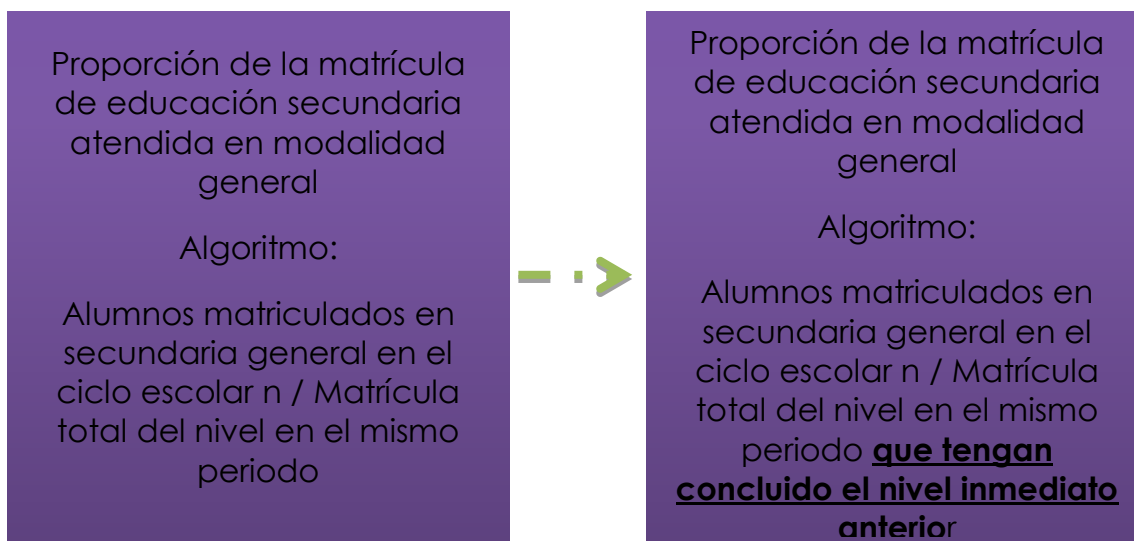 Proporción de la matrícula
de educación secundaria
atendida en modalidad
general
Algoritmo:
Alumnos matriculados en
secundaria general en el
ciclo escolar n / Matrícula
total del nivel en el mismo
periodo
Proporción de la matrícula
de educación secundaria
atendida en modalidad
general
Algoritmo:
Alumnos matriculados en
secundaria general en el
ciclo escolar n / Matrícula
total del nivel en el mismo
periodo que tengan
concluido el nivel inmediato
anterior